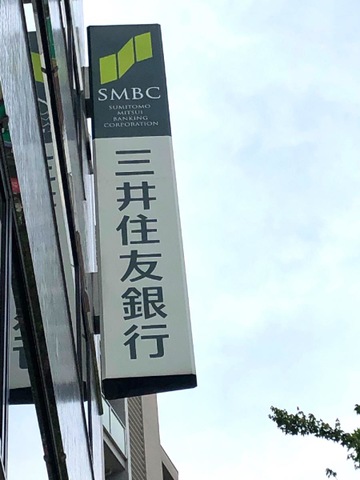 SMBC
SUMITOMO
MITSUI
BANKING
CORPORATION
三井住友銀行